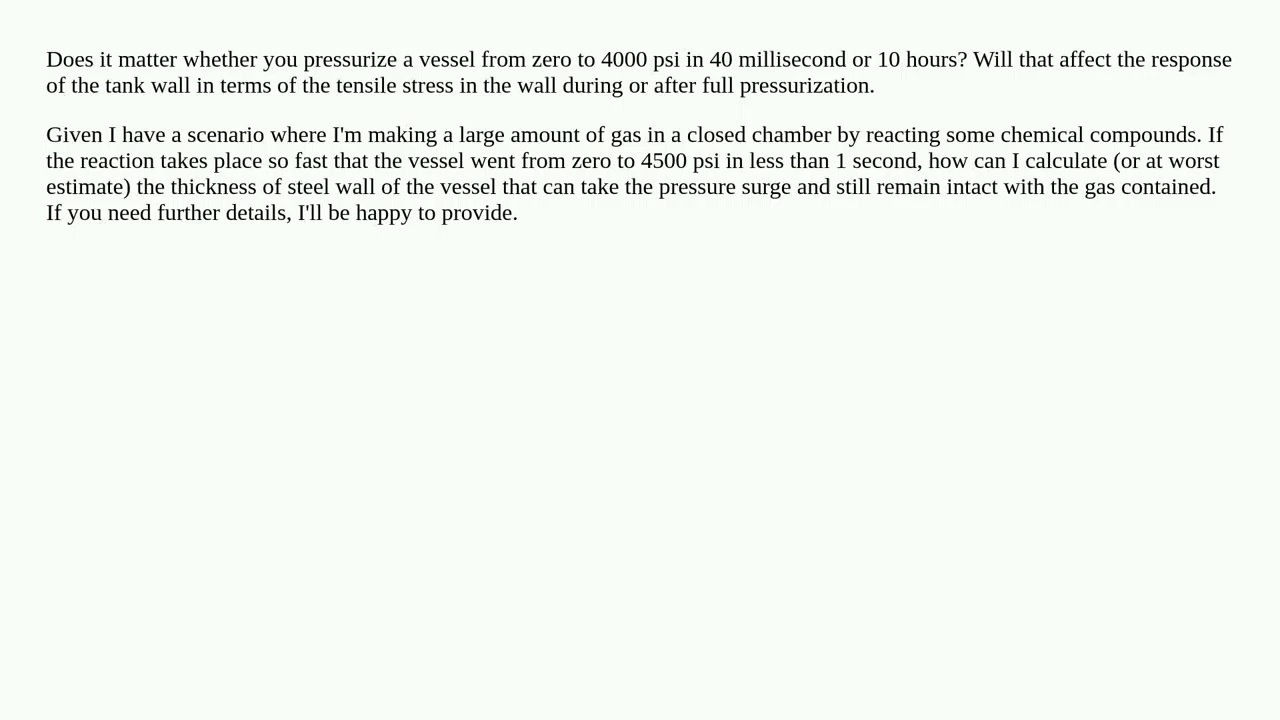 Does it matter whether you pressurize a vessel from zero to 4000 psi in 40 millisecond or 10 hours? Will that affect the response
of the tank wall in terms of the tensile stress in the wall during or after full pressurization.
Given I have a scenario where I'm making a large amount of gas in a closed chamber by reacting some chemical compounds. If
the reaction takes place so fast that the vessel went from zero to 4500 psi in less than 1 second, how can I calculate (or at worst
estimate) the thickness of steel wall of the vessel that can take the pressure surge and still remain intact with the gas contained.
If you need further details, I'll be happy to provide.